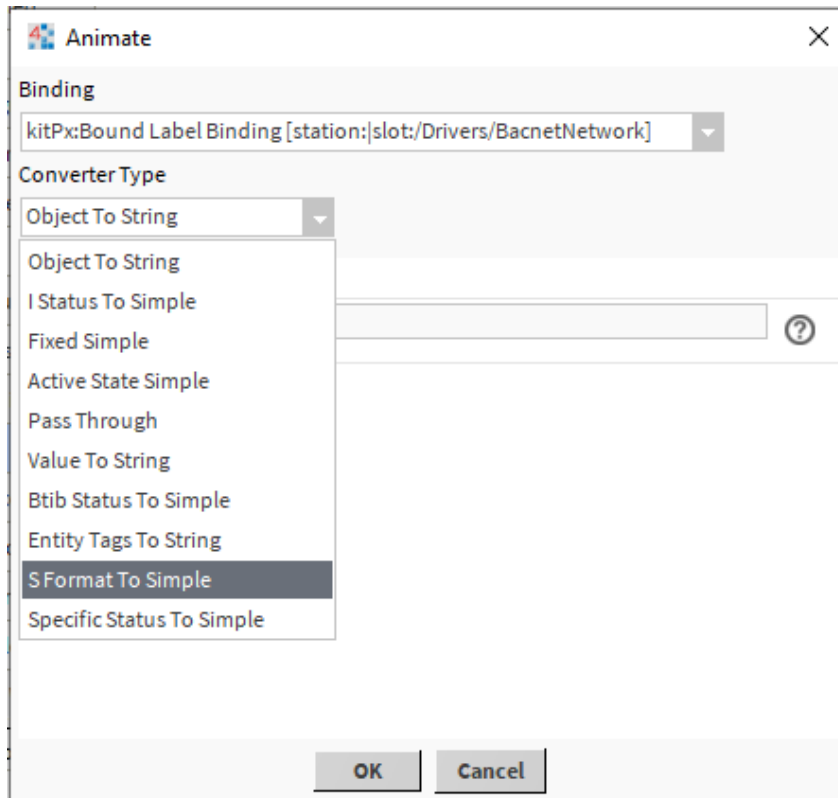 Animate
Binding
kitPx:Bound Label Binding [station:|slot:/Drivers/BacnetNetwork]
Converter Type
Object To String
Object To String
I Status To Simple
Fixed Simple
Active State Simple
Pass Through
Value To String
Btib Status To Simple
Entity Tags To String
S Format To Simple
Specific Status To Simple
OK Cancel